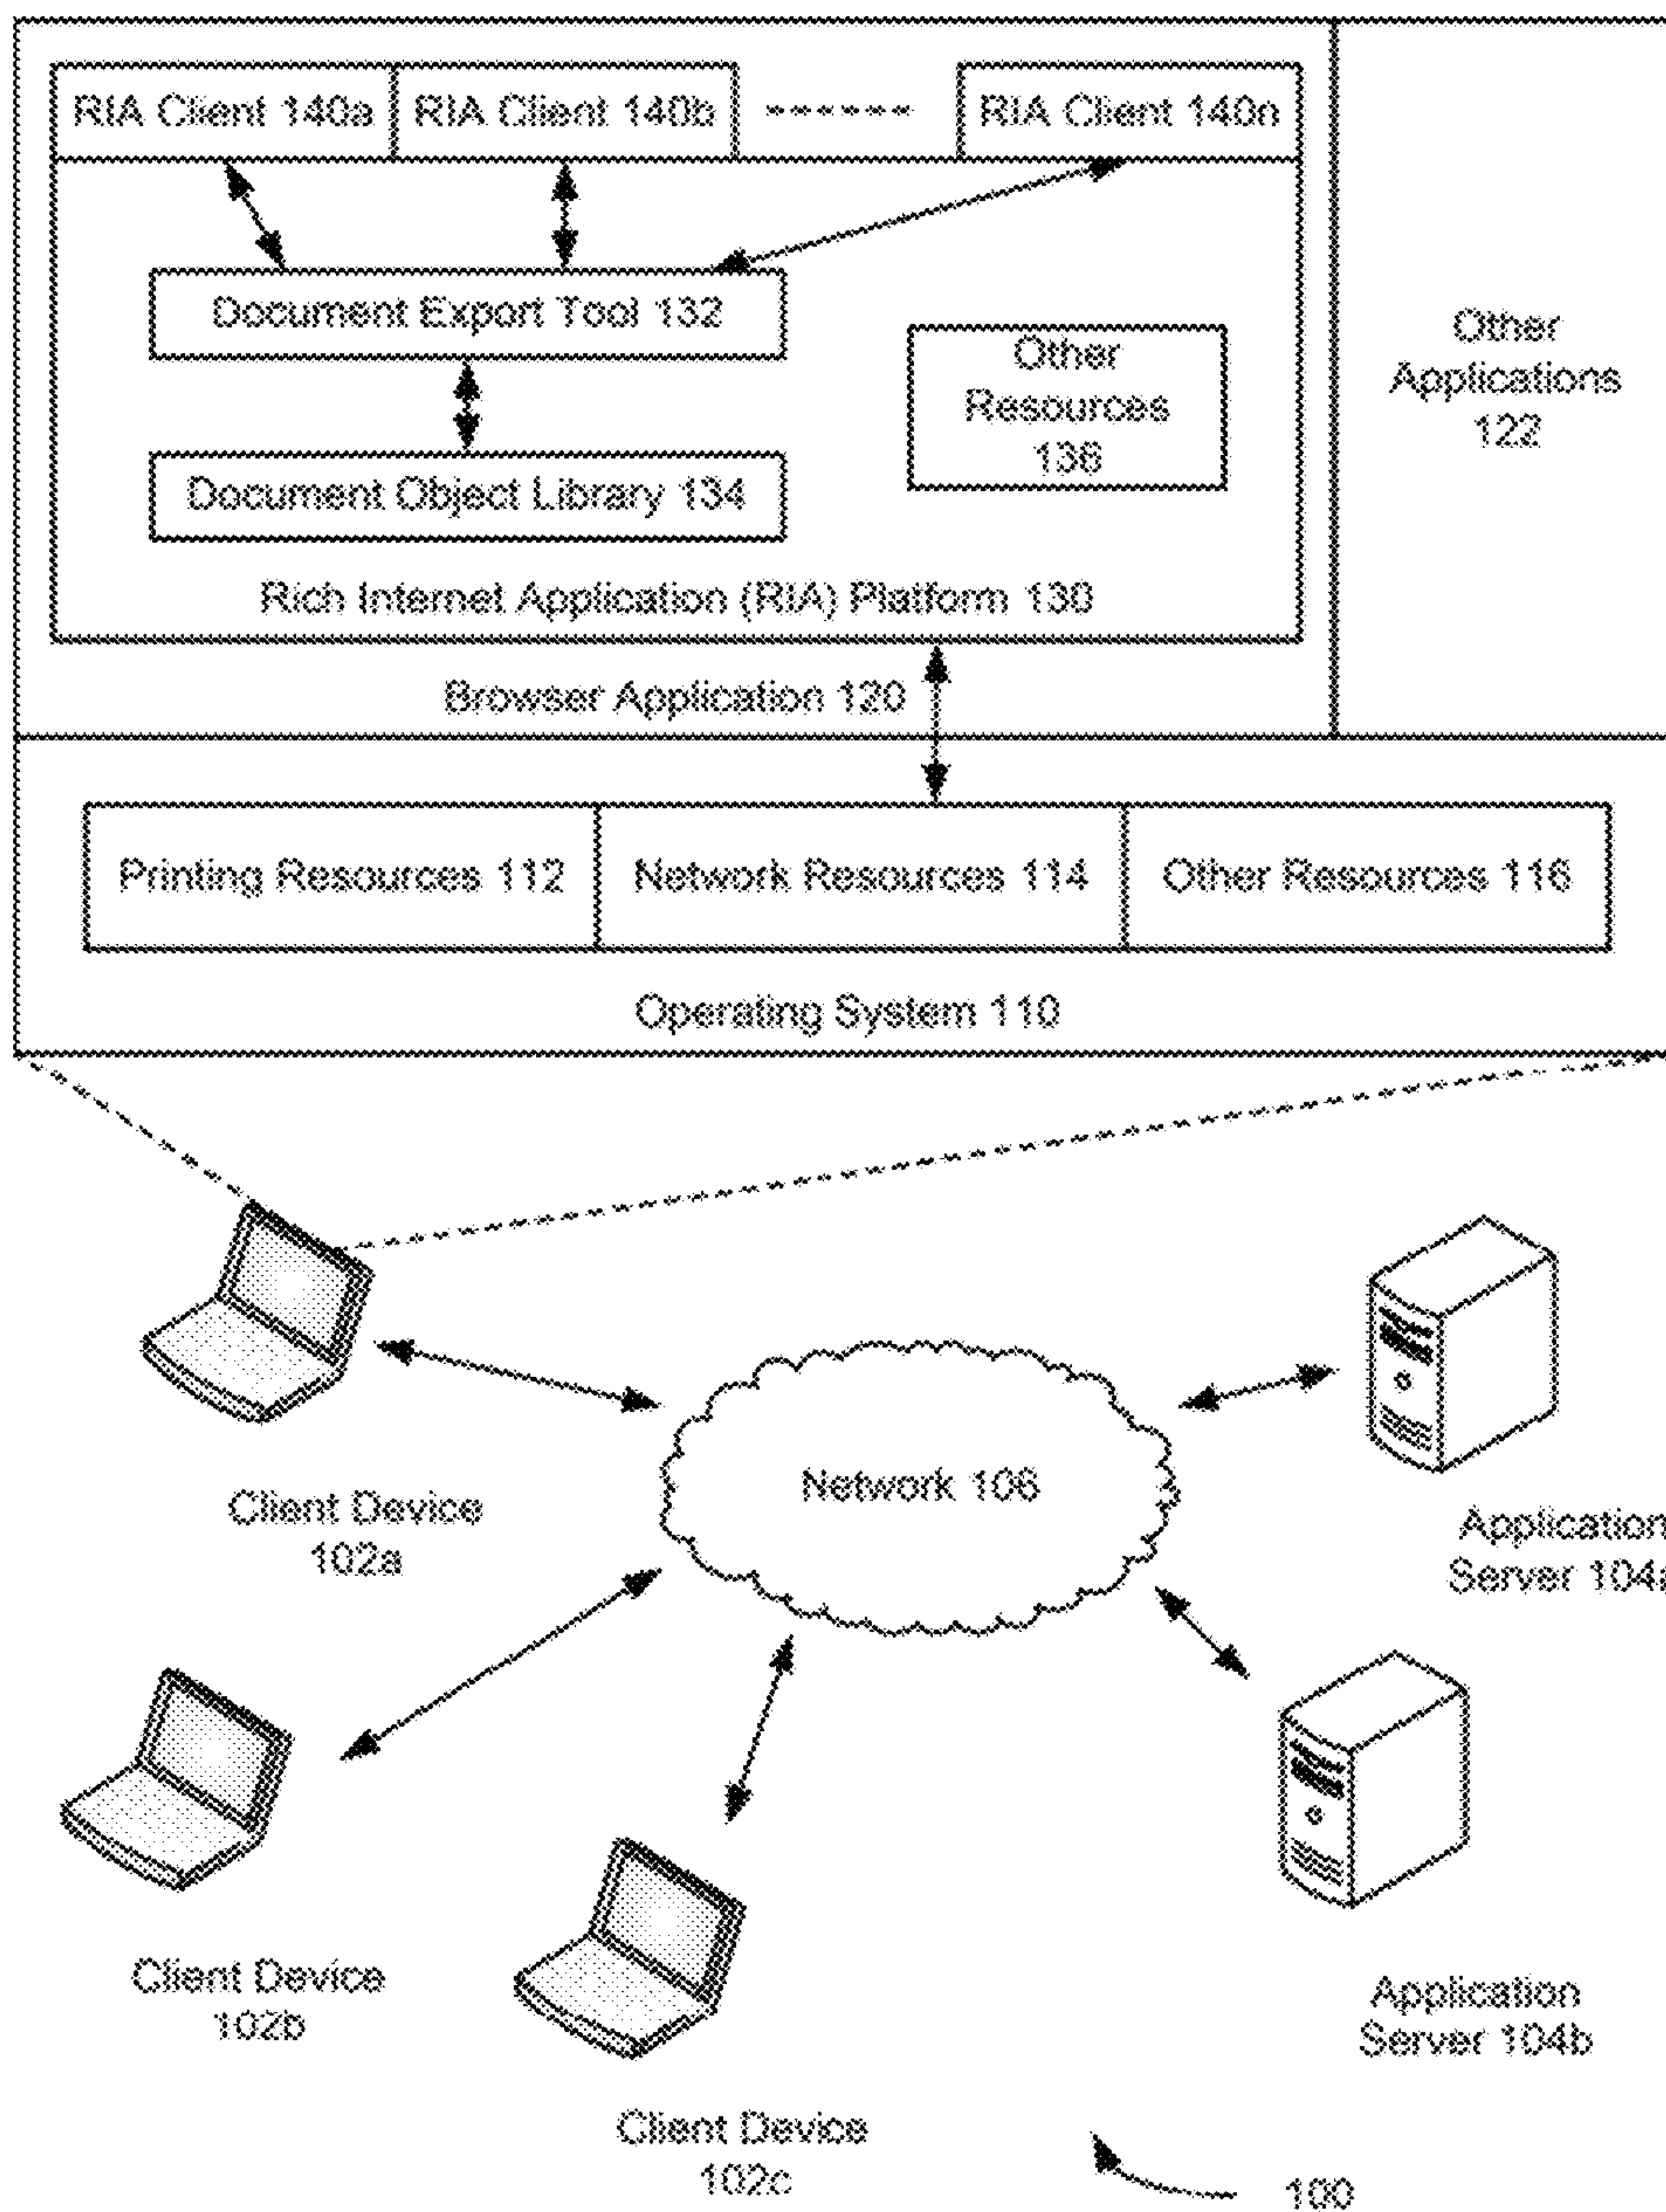 RIA Client 140a
RIA Client 140b
RIA Client 140n
Document Export Tool 132
Other
Resources
136
Document Object Library 134
Rich Internet Application (RIA) Platform 130
Browser Application 120
Other
Applications
122
Printing Resources 112
Network Resources 114
Other Resources 116
Operating System 110
Client Device
102a
Network 106
Application
Server 104a
Client Device
102b
Application
Server 104b
Client Device
102c
100